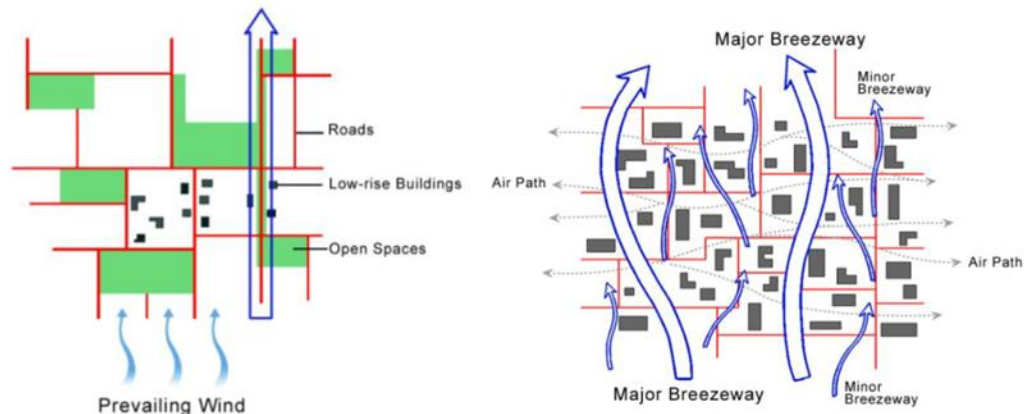 Roads
Low-rise Buildings
Open Spaces
Prevailing Wind
Major Breezeway
Minor
Breezeway
Air Path
Air Path
Major Breezeway
Minor
Breezeway